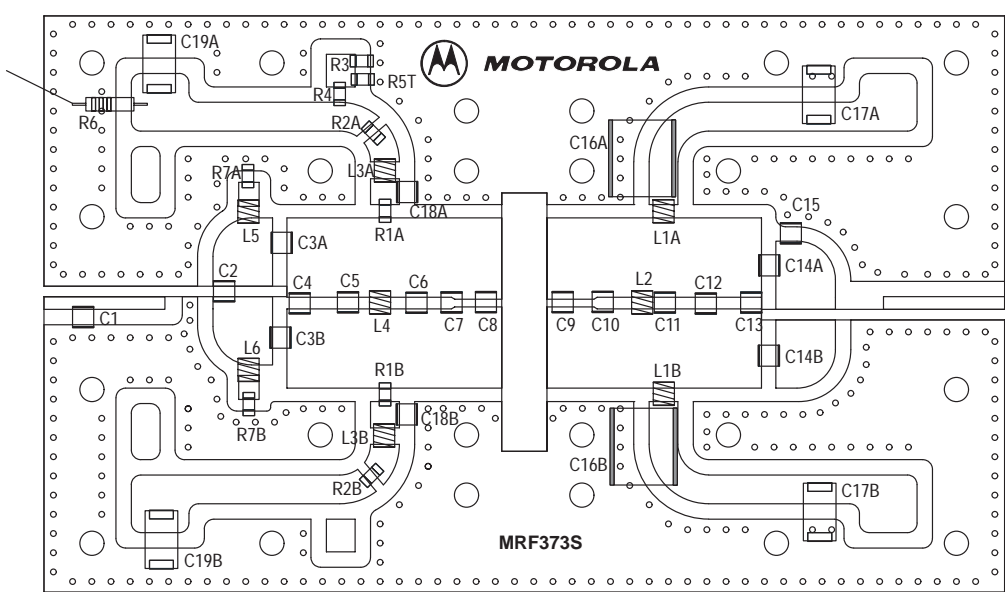 C19A
R3
MOTOROLA
R5T
R4
R6
R2A
C17A
C16A
L3A
R7A
C18A
C15
L5
R1A
L1A
C3A
C14A
C2
C4
C5
C6
L2
C12
C1
L4
C7
C8
C9
C10
C11
C13
C3B
L6
C14B
R1B
L1B
C18B
R7B
L3B
C16B
R2B
C17B
MRF373S
C19B